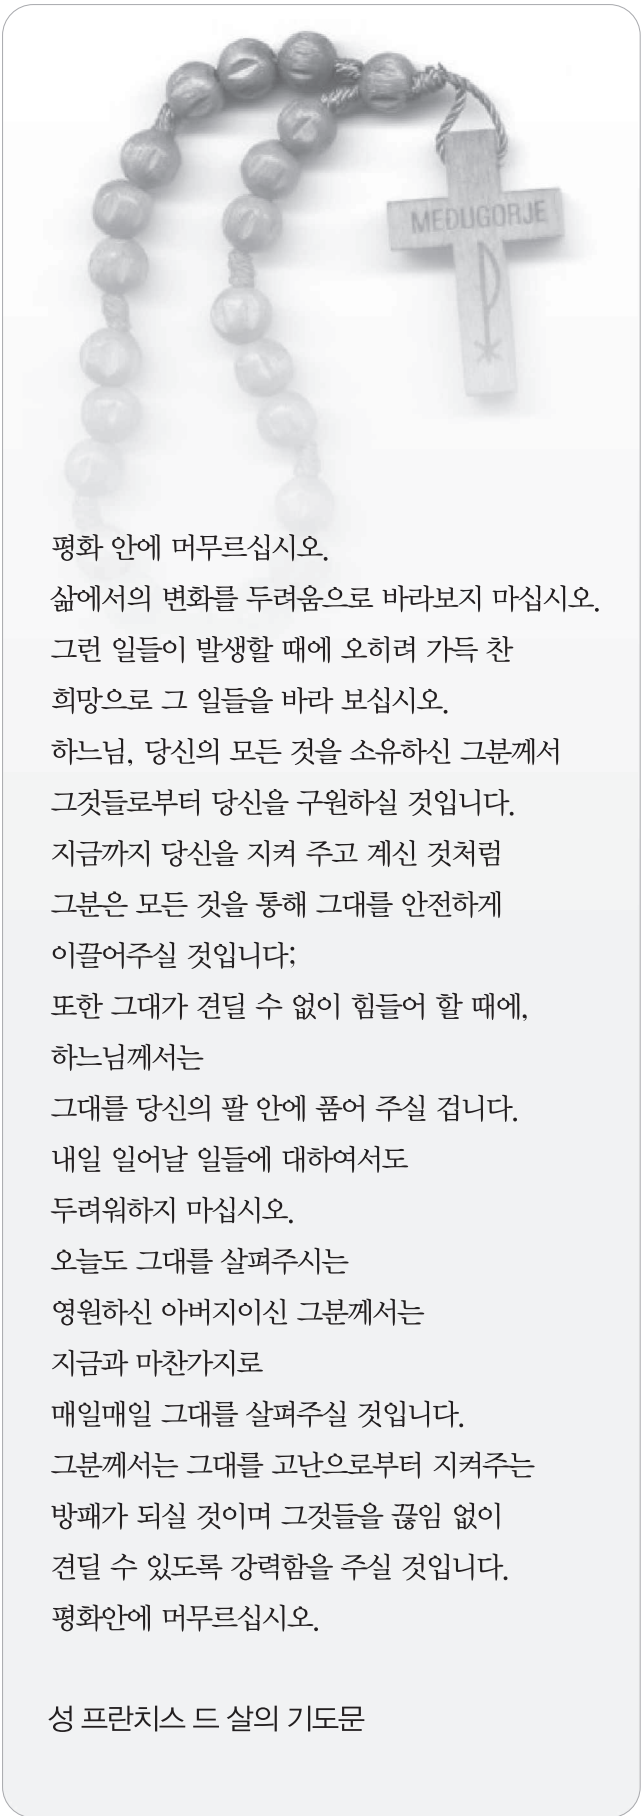 MEĐUGORJE
평화 안에 머무르십시오.
삶에서의 변화를 두려움으로 바라보지 마십시오.
그런 일들이 발생할 때에 오히려 가득 찬
희망으로 그 일들을 바라 보십시오.
하느님, 당신의 모든 것을 소유하신 그분께서
그것들로부터 당신을 구원하실 것입니다.
지금까지 당신을 지켜 주고 계신 것처럼
그분은 모든 것을 통해 그대를 안전하게
이끌어주실 것입니다;
또한 그대가 견딜 수 없이 힘들어 할 때에,
하느님께서는
그대를 당신의 팔 안에 품어 주실 겁니다.
내일 일어날 일들에 대하여서도
두려워하지 마십시오.
오늘도 그대를 살펴주시는
영원하신 아버지이신 그분께서는
지금과 마찬가지로
매일매일 그대를 살펴주실 것입니다.
그분께서는 그대를 고난으로부터 지켜주는
방패가 되실 것이며 그것들을 끊임 없이
견딜 수 있도록 강력함을 주실 것입니다.
평화안에 머무르십시오.
성 프란치스 드 살의 기도문